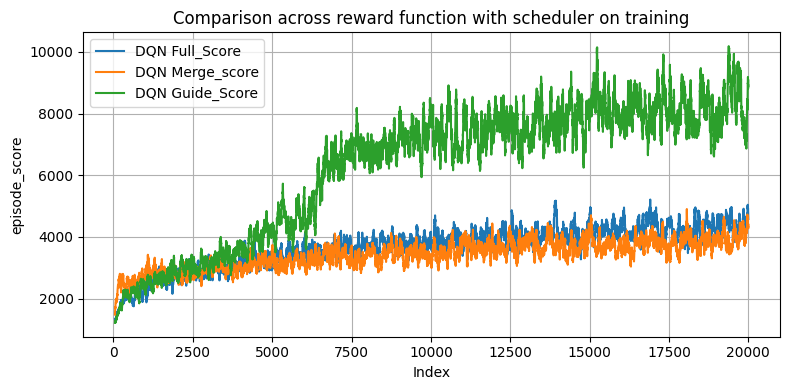 Comparison across reward function with scheduler on training
DQN Full_Score
DQN Merge_score
DQN Guide_Score
episode_score
10000
8000
6000
4000
2000
0 2500 5000 7500 10000 12500 15000 17500 20000
Index